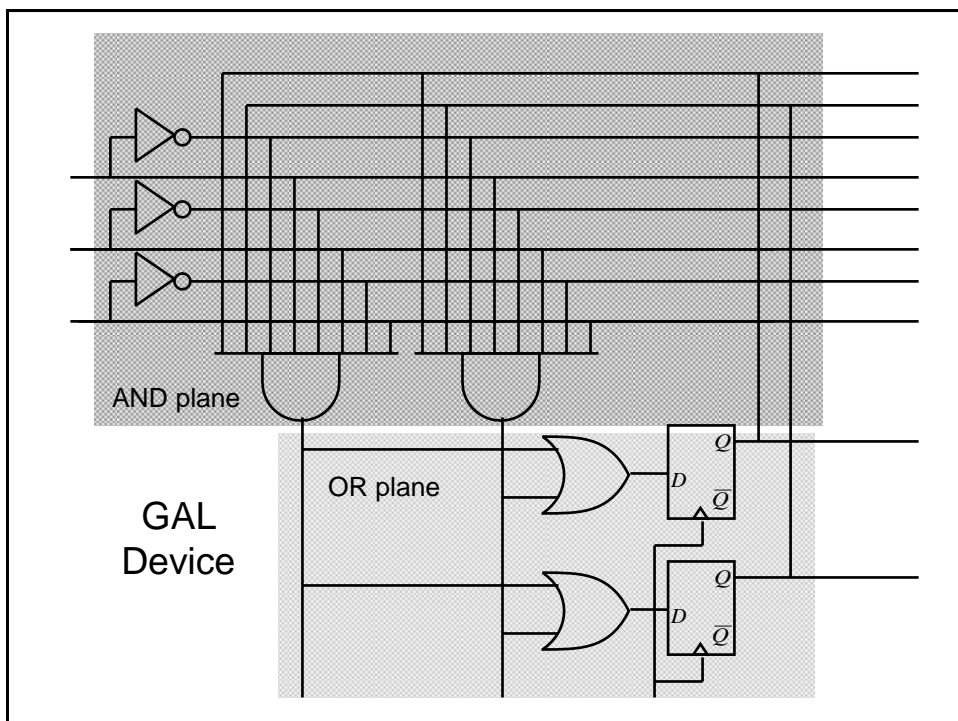 AND plane
OR plane
GAL
Device
Q
D
Q̅
Q
D
Q̅